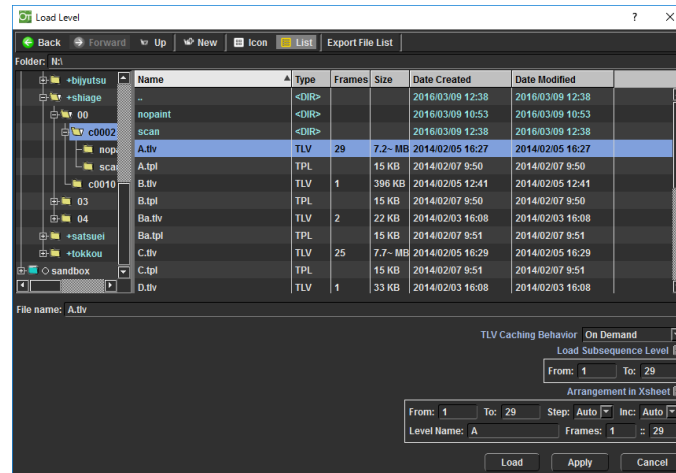 OT Load Level ? ×
Back Forward Up New Icon List Export File List
Folder: N:\
+bijyutsu
+shiage
00
c0002
nop
sca
c0010
03
04
+satsuei
+tokkou
sandbox
Name Type Frames Size Date Created Date Modified
.. <DIR> 2016/03/09 12:38 2016/03/09 12:38
nopaint <DIR> 2016/03/09 10:53 2016/03/09 10:53
scan <DIR> 2016/03/09 12:38 2016/03/09 12:38
A.tlv TLV 29 7.2~ MB 2014/02/05 16:27 2014/02/05 16:27
A.tpl TPL 15 KB 2014/02/07 9:50 2014/02/07 9:50
B.tlv TLV 1 396 KB 2014/02/05 12:41 2014/02/05 12:41
B.tpl TPL 15 KB 2014/02/07 9:50 2014/02/07 9:50
Ba.tlv TLV 2 22 KB 2014/02/03 16:08 2014/02/03 16:08
Ba.tpl TPL 15 KB 2014/02/07 9:51 2014/02/07 9:51
C.tlv TLV 25 7.7~ MB 2014/02/05 16:29 2014/02/05 16:29
C.tpl TPL 15 KB 2014/02/07 9:51 2014/02/07 9:51
D.tlv TLV 1 33 KB 2014/02/03 16:08 2014/02/03 16:08
File name: A.tlv
TLV Caching Behavior On Demand
Load Subsequence Level
From: 1 To: 29
Arrangement in Xsheet
From: 1 To: 29 Step: Auto Inc: Auto
Level Name: A Frames: 1 :: 29
Load Apply Cancel